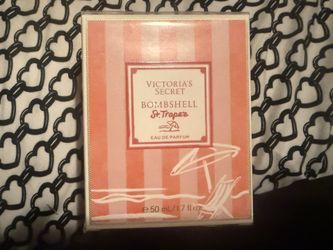 VICTORIA'S SECRET
BOMBSHELL
St. Tropez
EAU DE PARFUM
e 50 mL / 1.7 fl oz